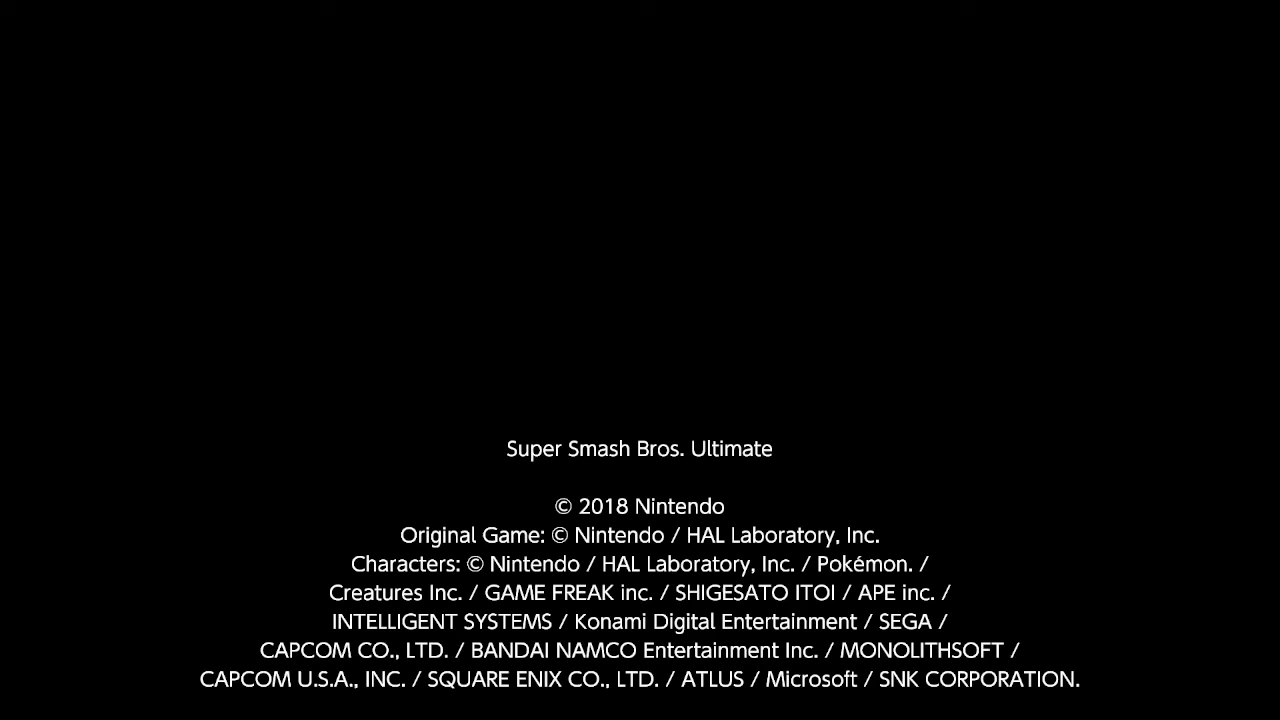 Super Smash Bros. Ultimate
© 2018 Nintendo
Original Game: © Nintendo / HAL Laboratory, Inc.
Characters: © Nintendo / HAL Laboratory, Inc. / Pokémon. /
Creatures Inc. / GAME FREAK inc. / SHIGESATO ITOI / APE inc. /
INTELLIGENT SYSTEMS / Konami Digital Entertainment / SEGA /
CAPCOM CO., LTD. / BANDAI NAMCO Entertainment Inc. / MONOLITHSOFT /
CAPCOM U.S.A., INC. / SQUARE ENIX CO., LTD. / ATLUS / Microsoft / SNK CORPORATION.